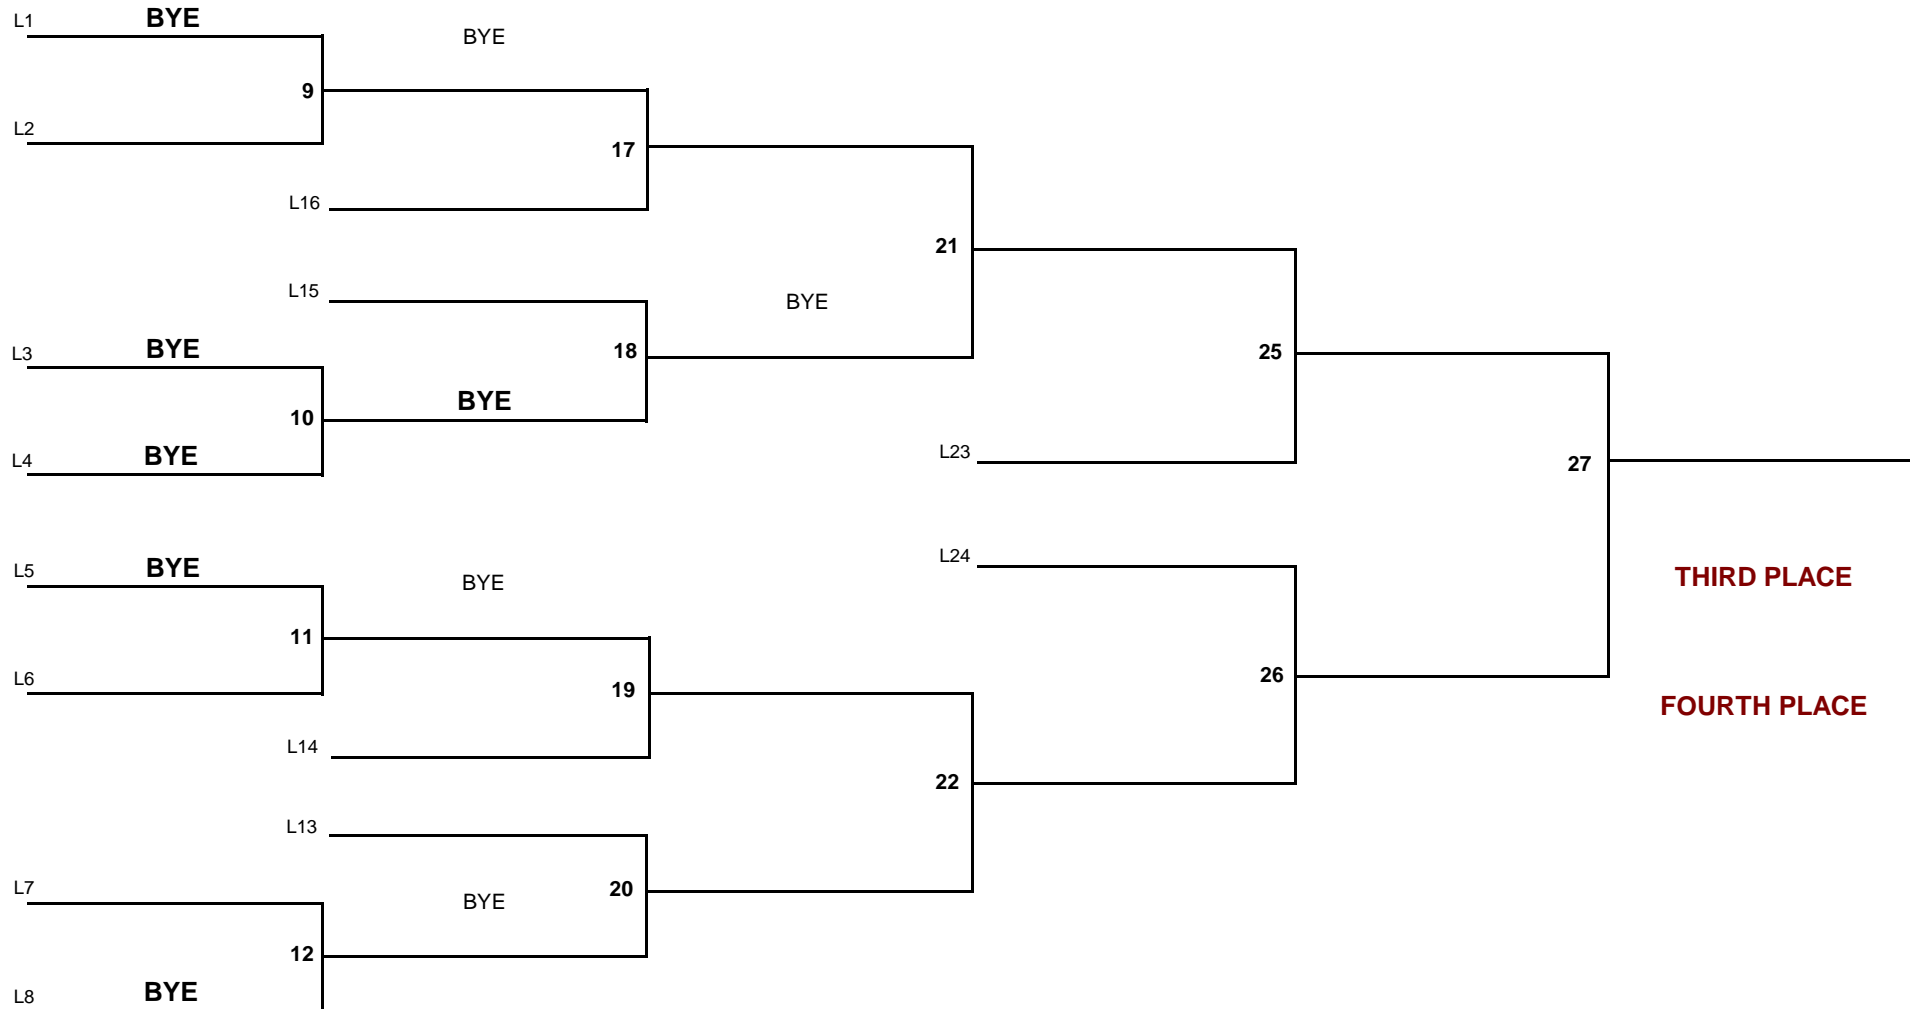 L1 BYE
BYE
9
L2
17
L16
21
L15
BYE
L3 BYE
18
25
10
BYE
L4 BYE
L23
27
L24
L5 BYE
BYE
THIRD PLACE
11
L6
19
26
FOURTH PLACE
L14
22
L13
L7
20
BYE
12
L8 BYE